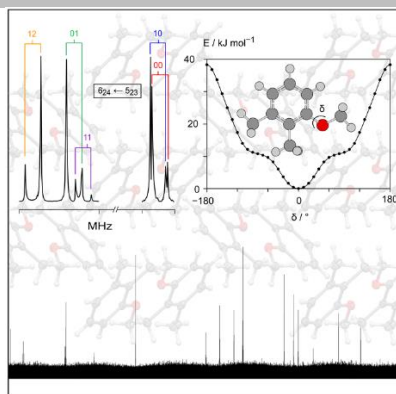 12
01
10
00
11
6₂₄ ← 5₂₃
MHz
E / kJ mol⁻¹
40
20
0
δ
−180
0
180
δ / °